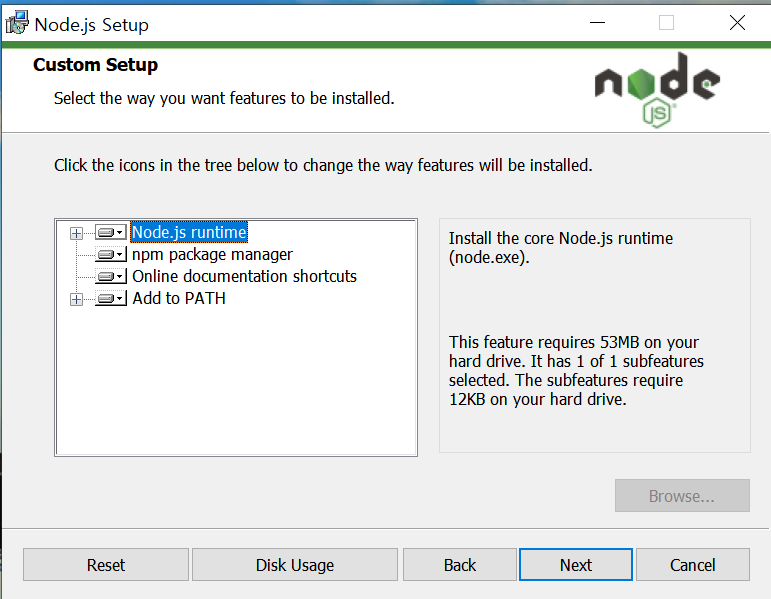 Node.js Setup
Custom Setup
Select the way you want features to be installed.
node
JS
Click the icons in the tree below to change the way features will be installed.
Node.js runtime
npm package manager
Online documentation shortcuts
Add to PATH
Install the core Node.js runtime
(node.exe).
This feature requires 53MB on your
hard drive. It has 1 of 1 subfeatures
selected. The subfeatures require
12KB on your hard drive.
Browse...
Reset
Disk Usage
Back
Next
Cancel